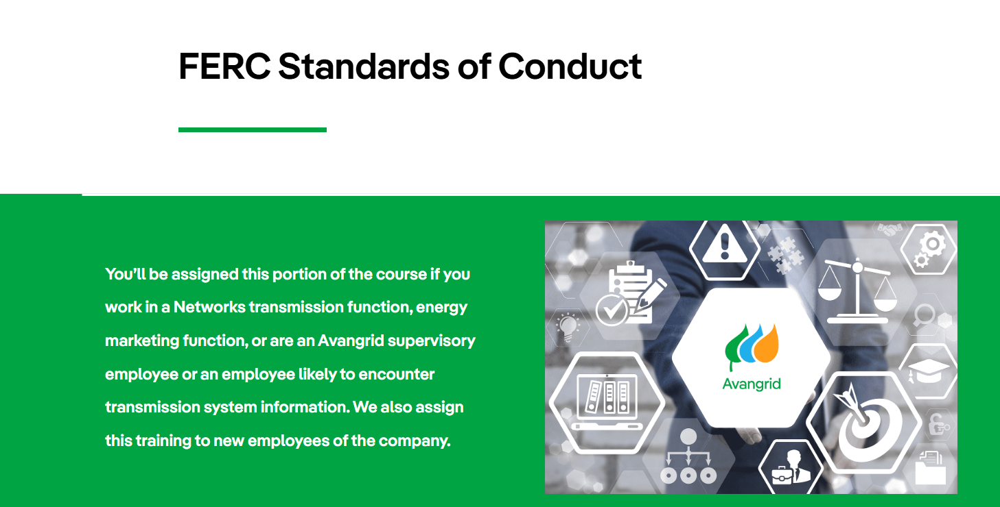 FERC Standards of Conduct
You’ll be assigned this portion of the course if you
work in a Networks transmission function, energy
marketing function, or are an Avangrid supervisory
employee or an employee likely to encounter
transmission system information. We also assign
this training to new employees of the company.
Avangrid